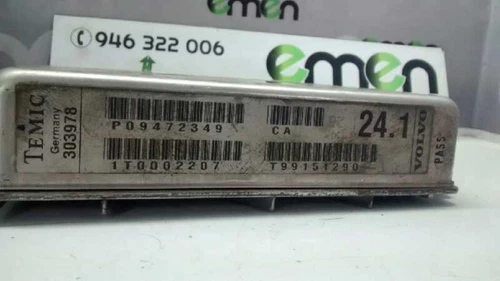 emen
946 322 006
emen
TEMIC
Germany
303978
P09472349
CA
24.1
VOLVO
PASS
1T0002207
T99151290